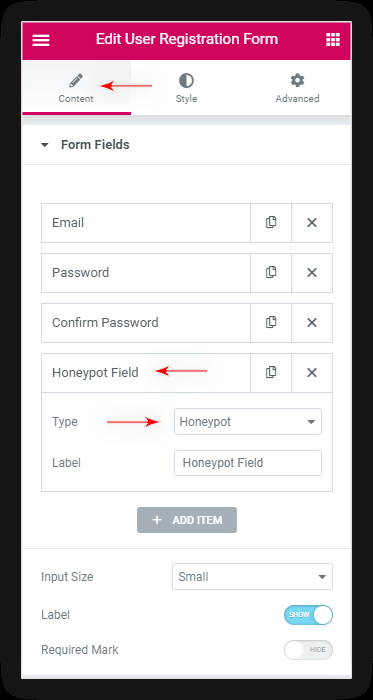 Edit User Registration Form
Content
Style
Advanced
Form Fields
Email
Password
Confirm Password
Honeypot Field
Type
Honeypot
Label
Honeypot Field
+ ADD ITEM
Input Size
Small
Label
SHOW
Required Mark
HIDE